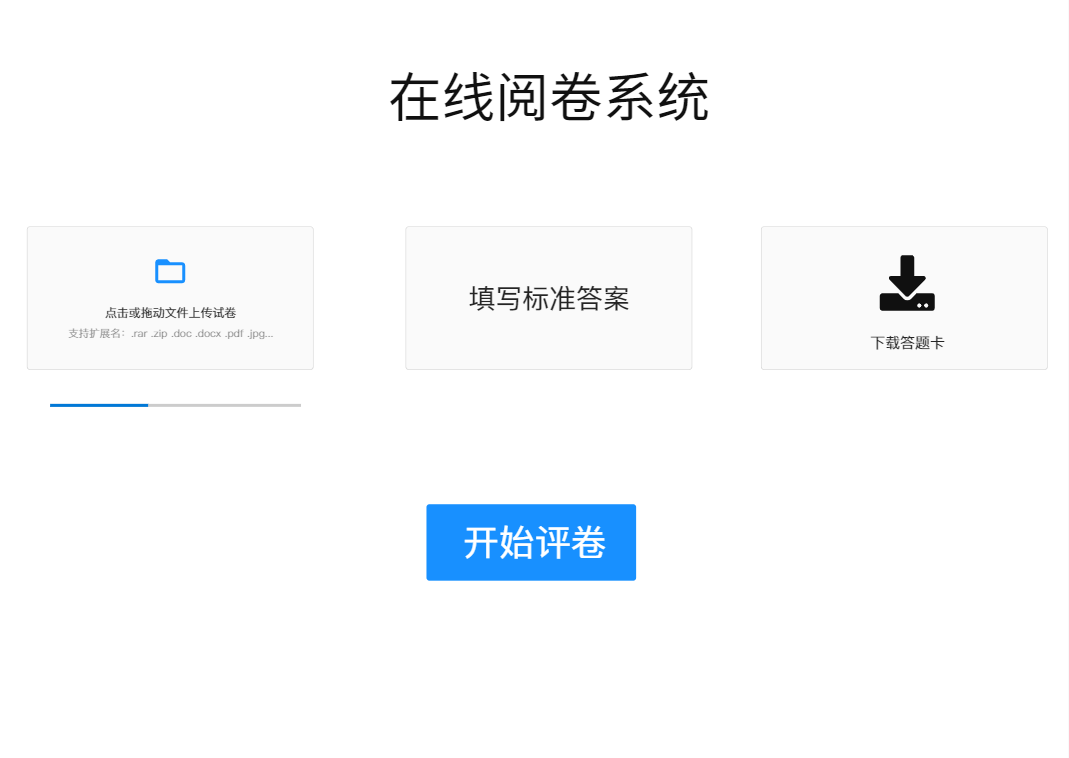 在线阅卷系统
点击或拖动文件上传试卷
支持扩展名：.rar .zip .doc .docx .pdf .jpg...
填写标准答案
下载答题卡
开始评卷